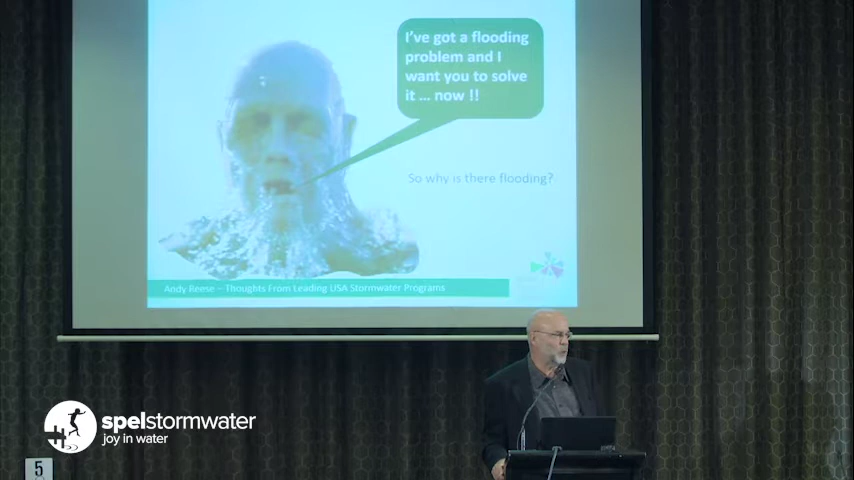 I've got a flooding
problem and I
want you to solve
it ... now !!
So why is there flooding?
Andy Reese – Thoughts From Leading USA Stormwater Programs
spelstormwater
joy in water
5